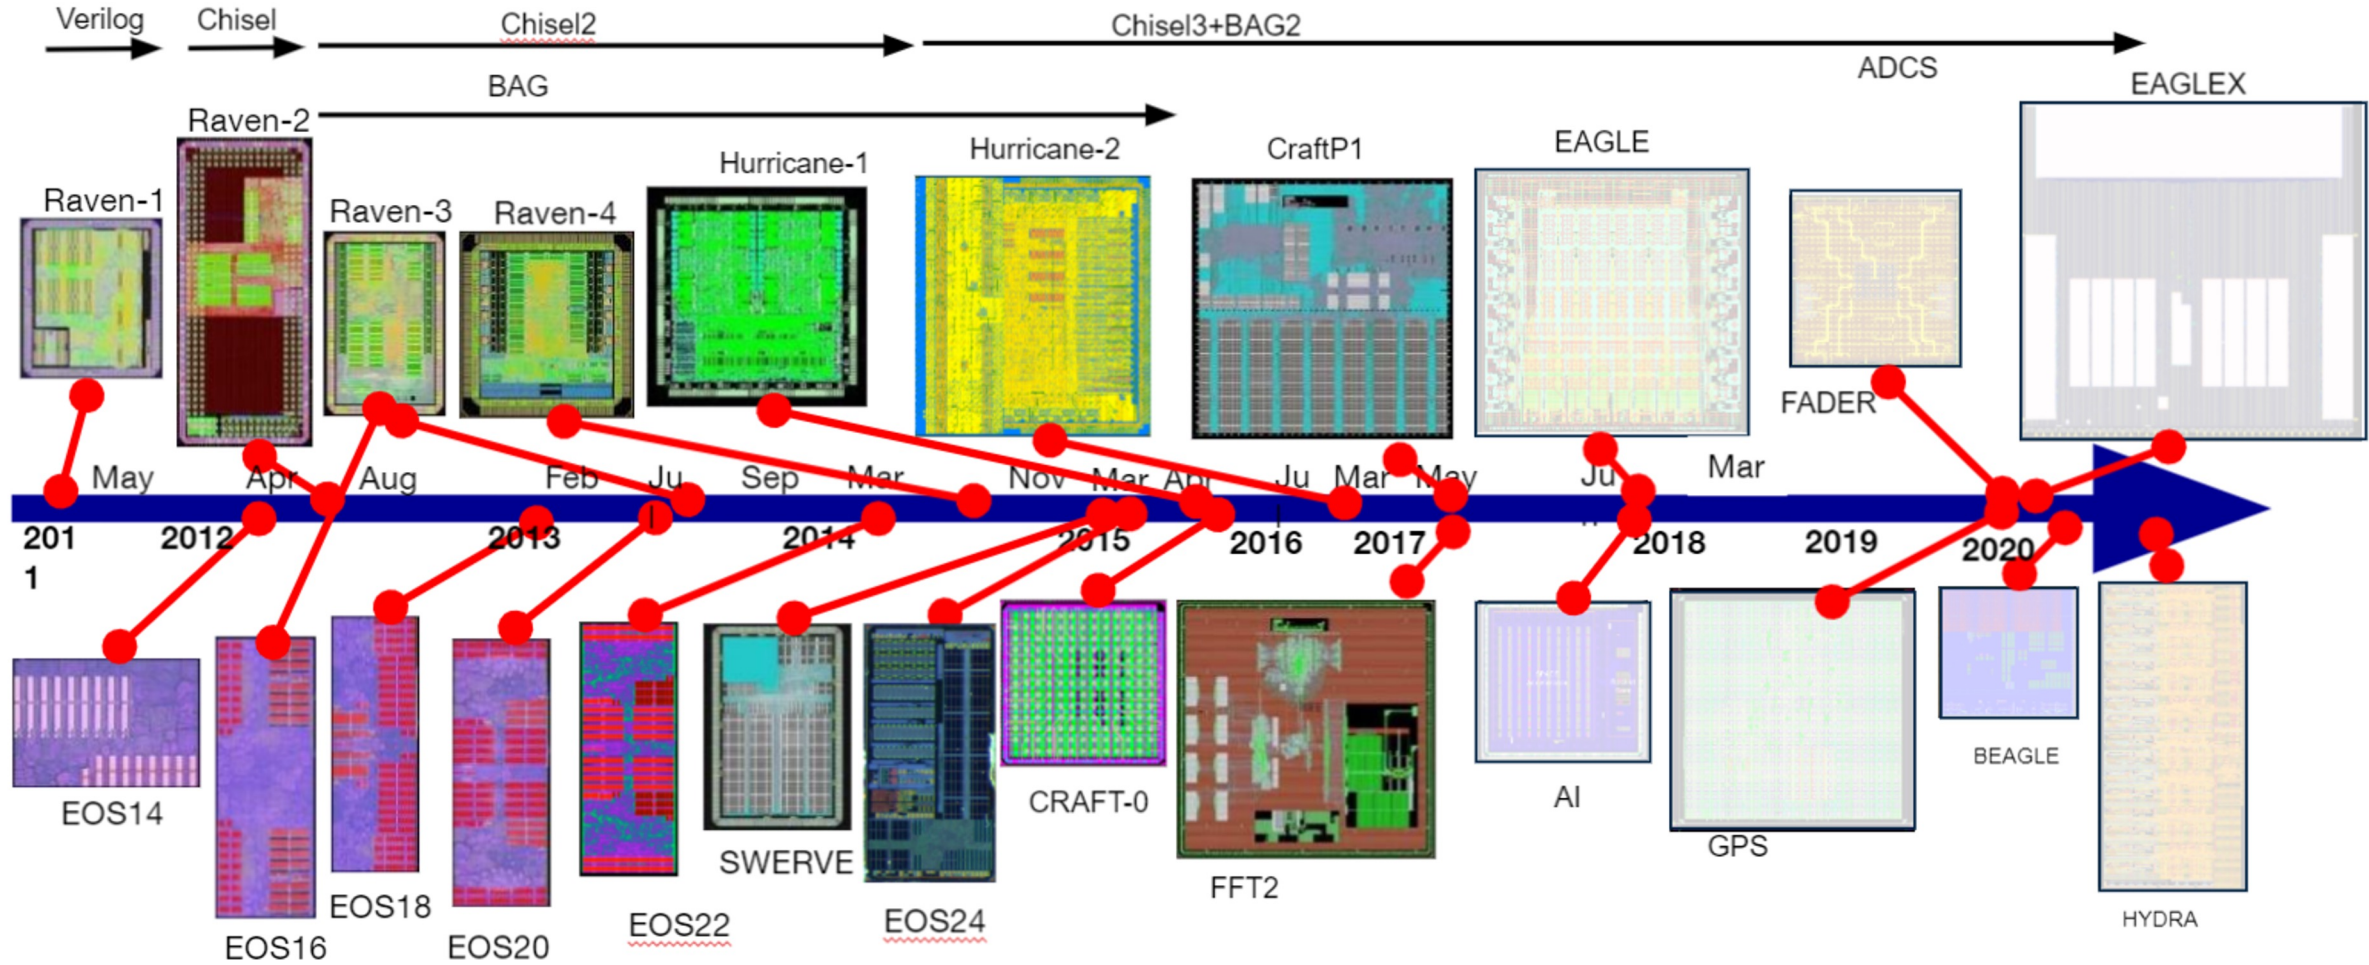 Verilog
Chisel
Chisel2
Chisel3+BAG2
ADCS
BAG
EAGLEX
Raven-2
Raven-1
Raven-3
Raven-4
Hurricane-1
Hurricane-2
CraftP1
EAGLE
FADER
May
Apr
Aug
Feb
Ju
Sep
Mar
Nov
Mar
Apr
Ju
Mar
May
Ju
Mar
201
1
2012
2013
2014
2015
2016
2017
2018
2019
2020
EOS14
EOS16
EOS18
EOS20
EOS22
SWERVE
EOS24
CRAFT-0
FFT2
AI
GPS
BEAGLE
HYDRA